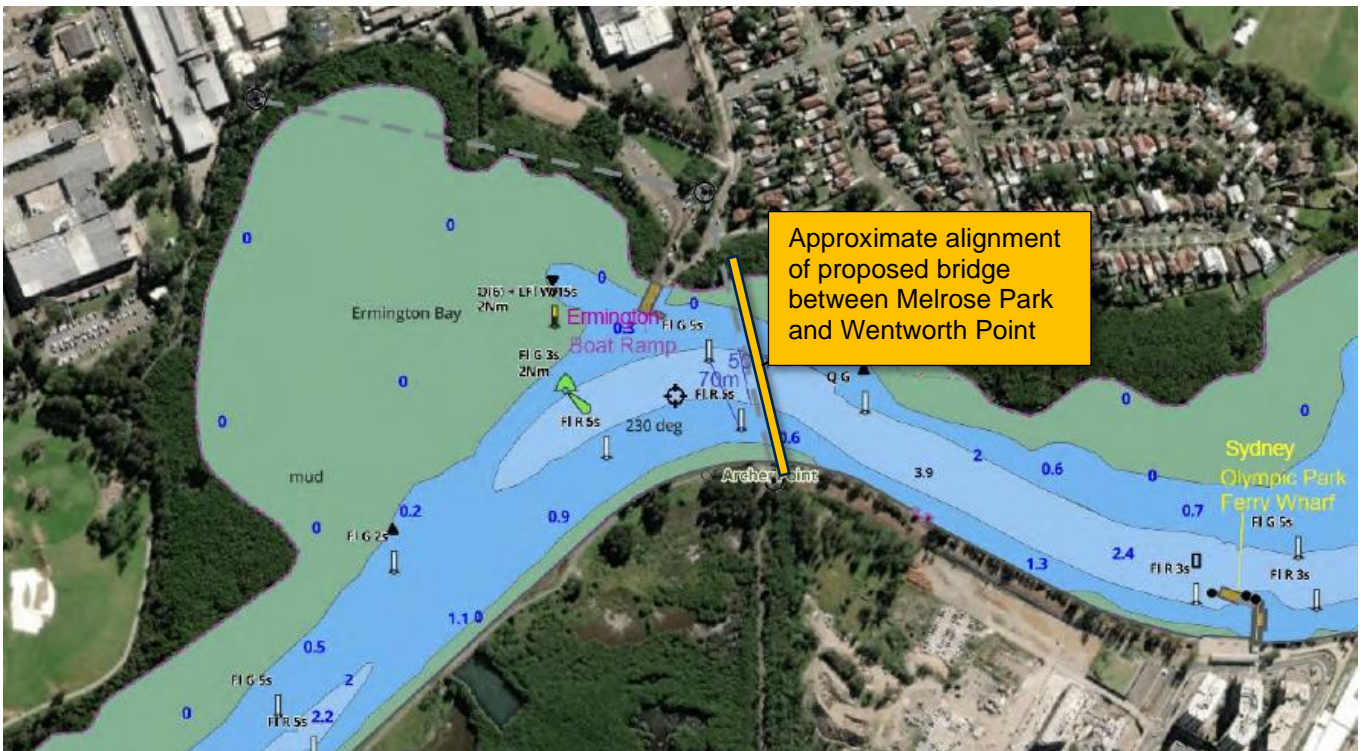 Approximate alignment
of proposed bridge
between Melrose Park
and Wentworth Point
0
0
0
Q(6) + LFl W15s
2Nm
Ermington Bay
Ermington
0.3
Fl G 5s
0
Boat Ramp
Fl G 3s
2Nm
70m
Q G
0
Fl R 5s
Fl R 5s
230 deg
0
0
0
0.6
Archer Point
3.9
2
0.6
0
Sydney
Olympic Park
Ferry Wharf
mud
0.2
0.9
0.7
Fl G 5s
0
Fl G 2s
2.4
1.3
Fl R 3s
Fl R 3s
1.1
0
0.5
Fl G 5s
2
0
Fl R 5s
2.2